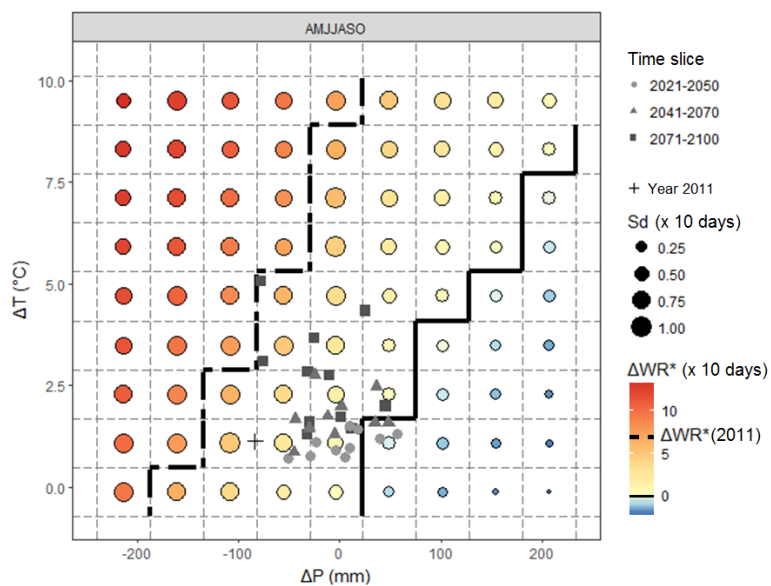 AMJJASO
10.0
7.5
5.0
2.5
0.0
ΔT (°C)
-200 -100 0 100 200
ΔP (mm)
Time slice
2021-2050
2041-2070
2071-2100
Year 2011
Sd (x 10 days)
0.25
0.50
0.75
1.00
ΔWR* (x 10 days)
10
ΔWR*(2011)
5
0